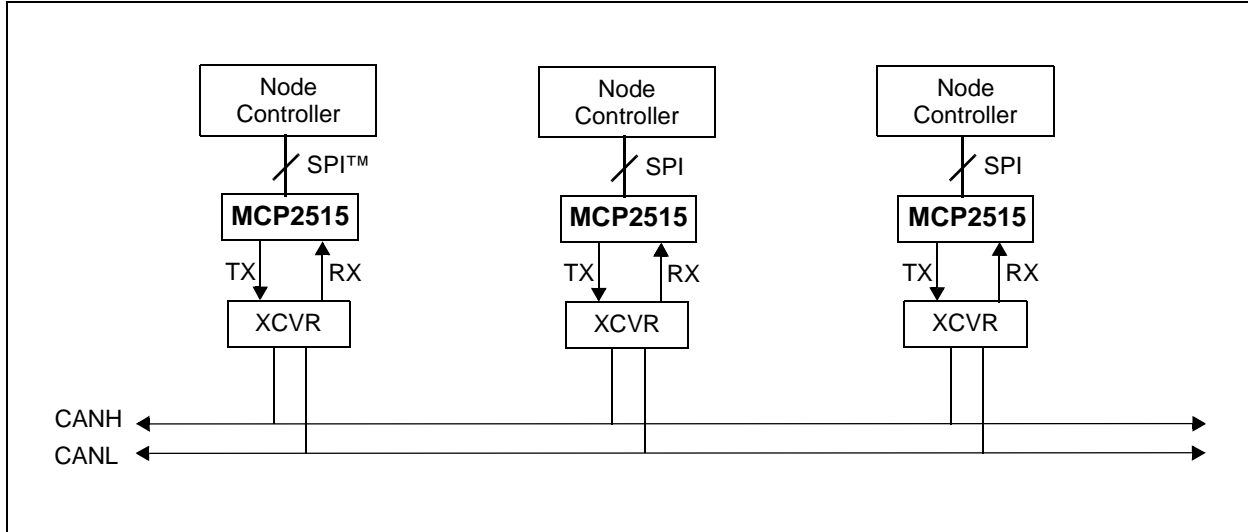 Node
Controller
Node
Controller
Node
Controller
SPI™
SPI
SPI
MCP2515
MCP2515
MCP2515
TX
RX
TX
RX
TX
RX
XCVR
XCVR
XCVR
CANH
CANL